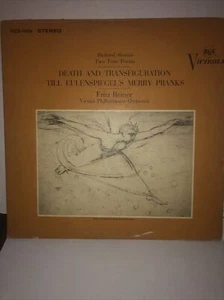 STEREO
RCA
VICTROLA
Richard Strauss
Two Tone Poems
DEATH AND TRANSFIGURATION
TILL EULENSPIEGEL'S MERRY PRANKS
Fritz Reiner
Vienna Philharmonic Orchestra